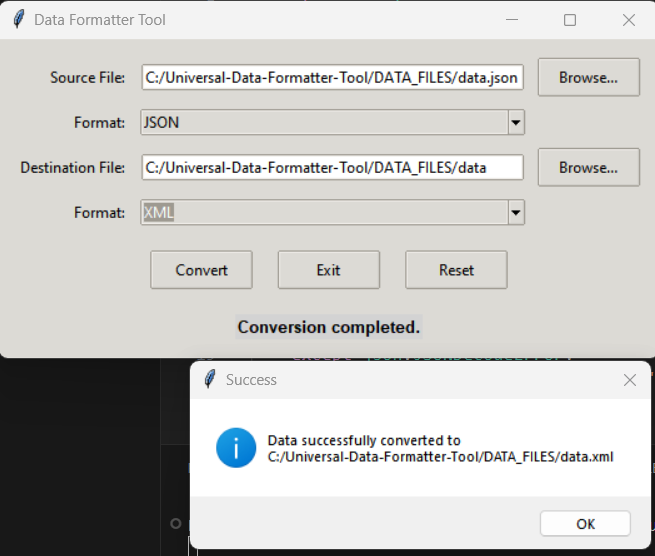 Data Formatter Tool
Source File: C:/Universal-Data-Formatter-Tool/DATA_FILES/data.json Browse...
Format: JSON
Destination File: C:/Universal-Data-Formatter-Tool/DATA_FILES/data Browse...
Format: XML
Convert Exit Reset
Conversion completed.
Success
Data successfully converted to
C:/Universal-Data-Formatter-Tool/DATA_FILES/data.xml
OK